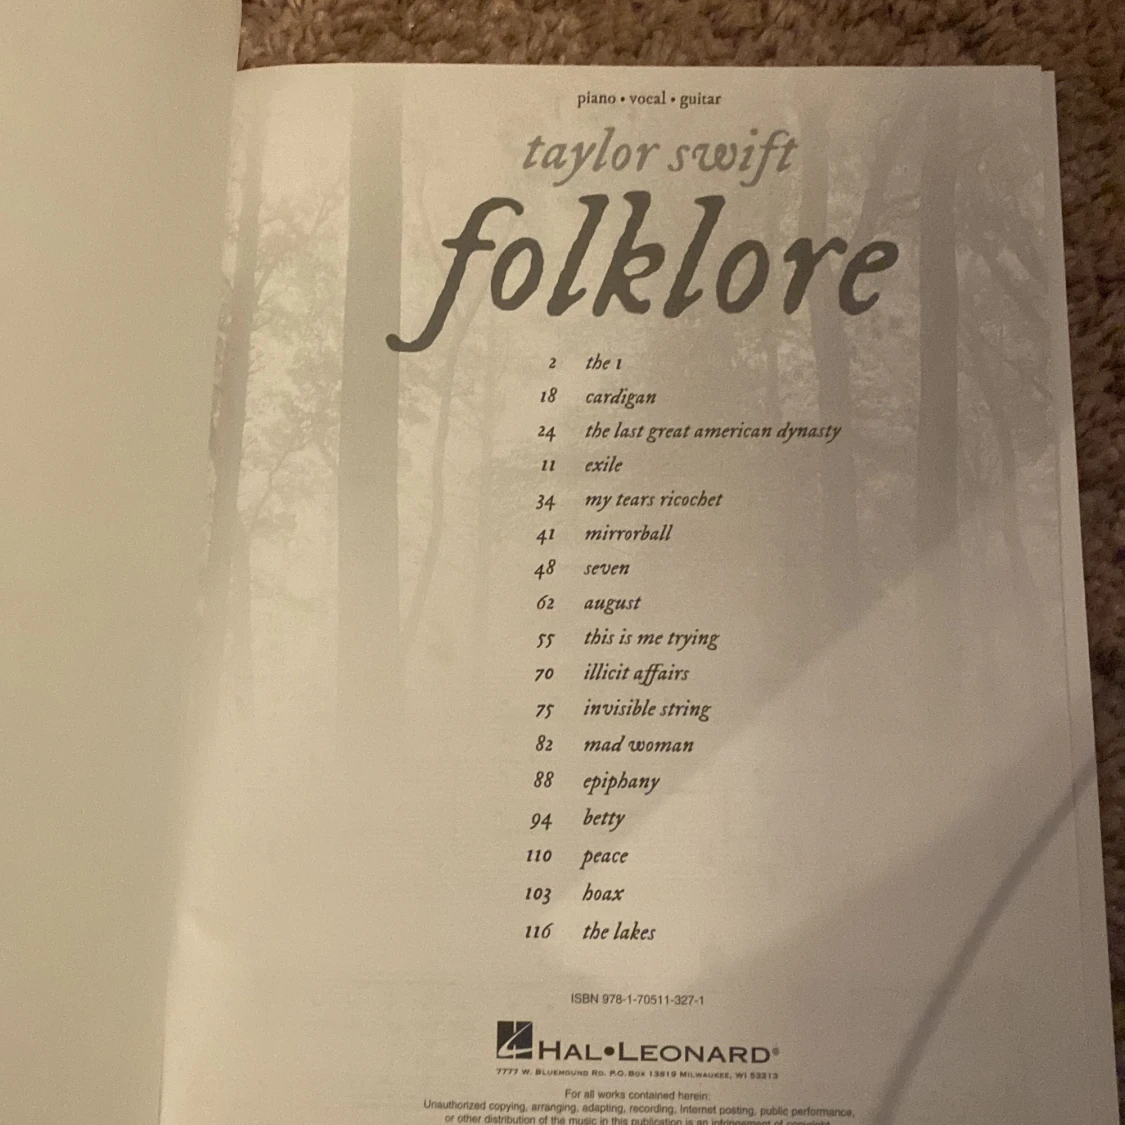 piano • vocal • guitar
taylor swift
folklore
2 the 1
18 cardigan
24 the last great american dynasty
11 exile
34 my tears ricochet
41 mirrorball
48 seven
62 august
55 this is me trying
70 illicit affairs
75 invisible string
82 mad woman
88 epiphany
94 betty
110 peace
103 hoax
116 the lakes
ISBN 978-1-70511-327-1
HAL•LEONARD®
7777 W. BLUEMOUND RD. P.O. BOX 13819 MILWAUKEE, WI 53213
For all works contained herein:
Unauthorized copying, arranging, adapting, recording, Internet posting, public performance,
or other distribution of the music in this publication is an infringement of copyright.